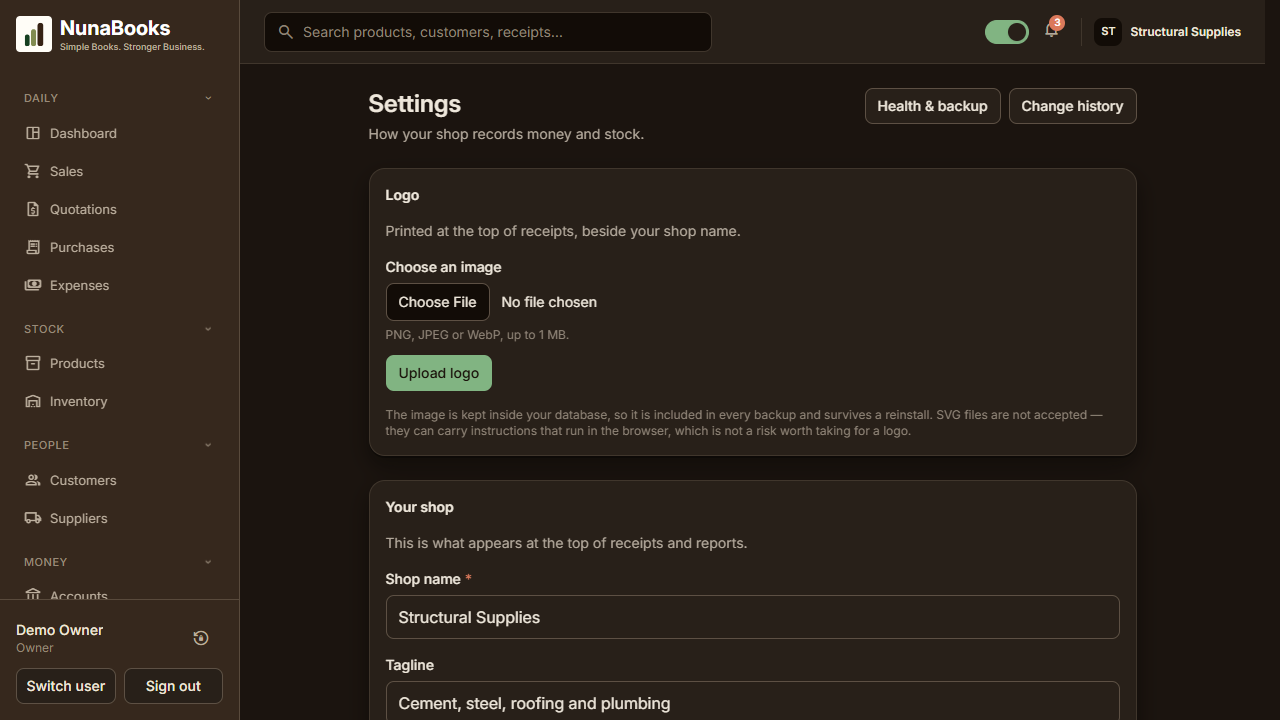 NunaBooks
Simple Books. Stronger Business.
DAILY
Dashboard
Sales
Quotations
Purchases
Expenses
STOCK
Products
Inventory
PEOPLE
Customers
Suppliers
MONEY
Accounts
Demo Owner
Owner
Switch user
Sign out
Search products, customers, receipts...
3
ST
Structural Supplies
Settings
How your shop records money and stock.
Health & backup
Change history
Logo
Printed at the top of receipts, beside your shop name.
Choose an image
Choose File
No file chosen
PNG, JPEG or WebP, up to 1 MB.
Upload logo
The image is kept inside your database, so it is included in every backup and survives a reinstall. SVG files are not accepted —
they can carry instructions that run in the browser, which is not a risk worth taking for a logo.
Your shop
This is what appears at the top of receipts and reports.
Shop name *
Structural Supplies
Tagline
Cement, steel, roofing and plumbing